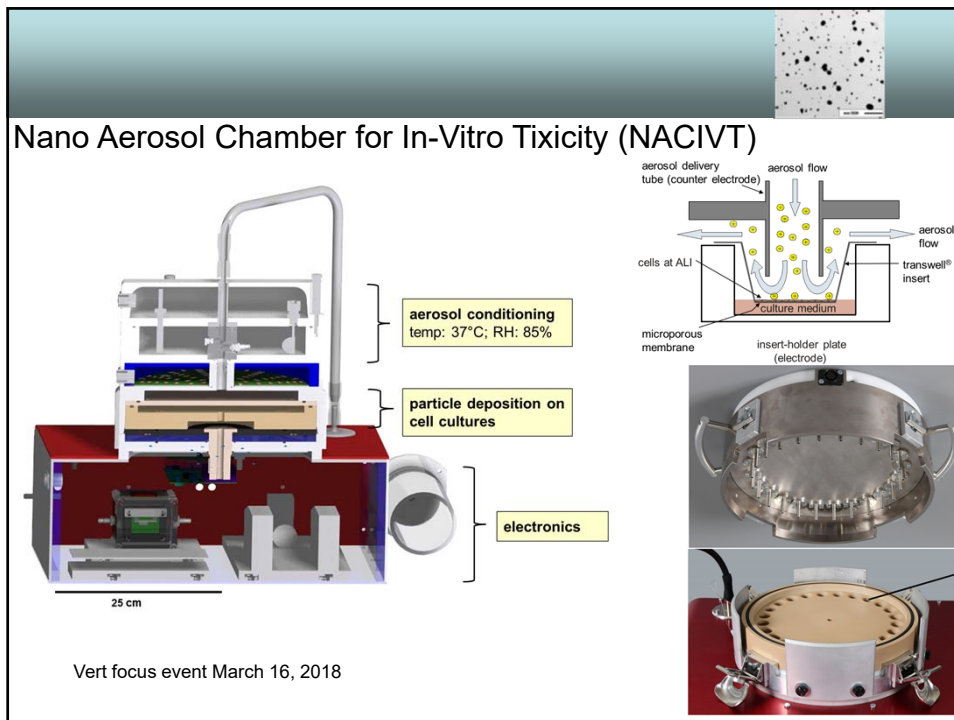 Nano Aerosol Chamber for In-Vitro Tixicity (NACIVT)
aerosol delivery
tube (counter electrode)
aerosol flow
aerosol
flow
cells at ALI
transwell®
insert
culture medium
microporous
membrane
insert-holder plate
(electrode)
aerosol conditioning
temp: 37°C; RH: 85%
particle deposition on
cell cultures
electronics
25 cm
Vert focus event March 16, 2018